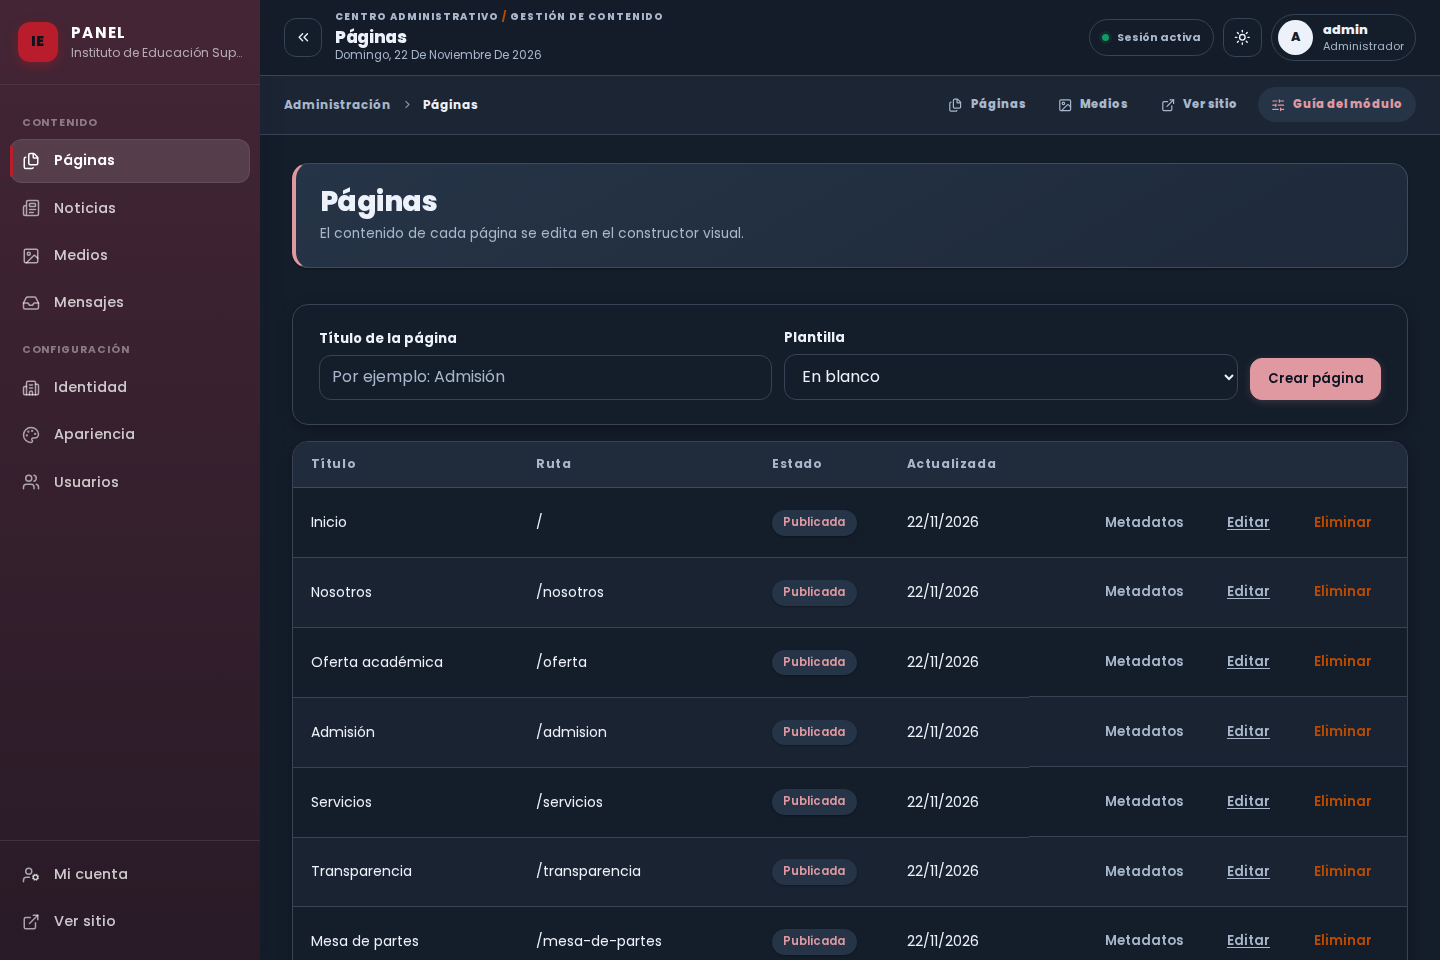 IE
PANEL
Instituto de Educación Sup...
CONTENIDO
Páginas
Noticias
Medios
Mensajes
CONFIGURACIÓN
Identidad
Apariencia
Usuarios
Mi cuenta
Ver sitio
CENTRO ADMINISTRATIVO / GESTIÓN DE CONTENIDO
Páginas
Domingo, 22 De Noviembre De 2026
Sesión activa
A
admin
Administrador
Administración > Páginas
Páginas
Medios
Ver sitio
Guía del módulo
Páginas
El contenido de cada página se edita en el constructor visual.
Título de la página
Por ejemplo: Admisión
Plantilla
En blanco
Crear página
Título Ruta Estado Actualizada
Inicio / Publicada 22/11/2026 Metadatos Editar Eliminar
Nosotros /nosotros Publicada 22/11/2026 Metadatos Editar Eliminar
Oferta académica /oferta Publicada 22/11/2026 Metadatos Editar Eliminar
Admisión /admision Publicada 22/11/2026 Metadatos Editar Eliminar
Servicios /servicios Publicada 22/11/2026 Metadatos Editar Eliminar
Transparencia /transparencia Publicada 22/11/2026 Metadatos Editar Eliminar
Mesa de partes /mesa-de-partes Publicada 22/11/2026 Metadatos Editar Eliminar